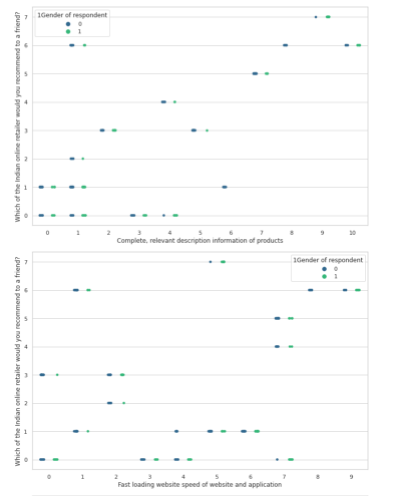 Which of the Indian online retailer would you recommend to a friend?
7
6
5
4
3
2
1
0
1Gender of respondent
0
1
0 1 2 3 4 5 6 7 8 9 10
Complete, relevant description information of products
Which of the Indian online retailer would you recommend to a friend?
7
6
5
4
3
2
1
0
1Gender of respondent
0
1
0 1 2 3 4 5 6 7 8 9
Fast loading website speed of website and application